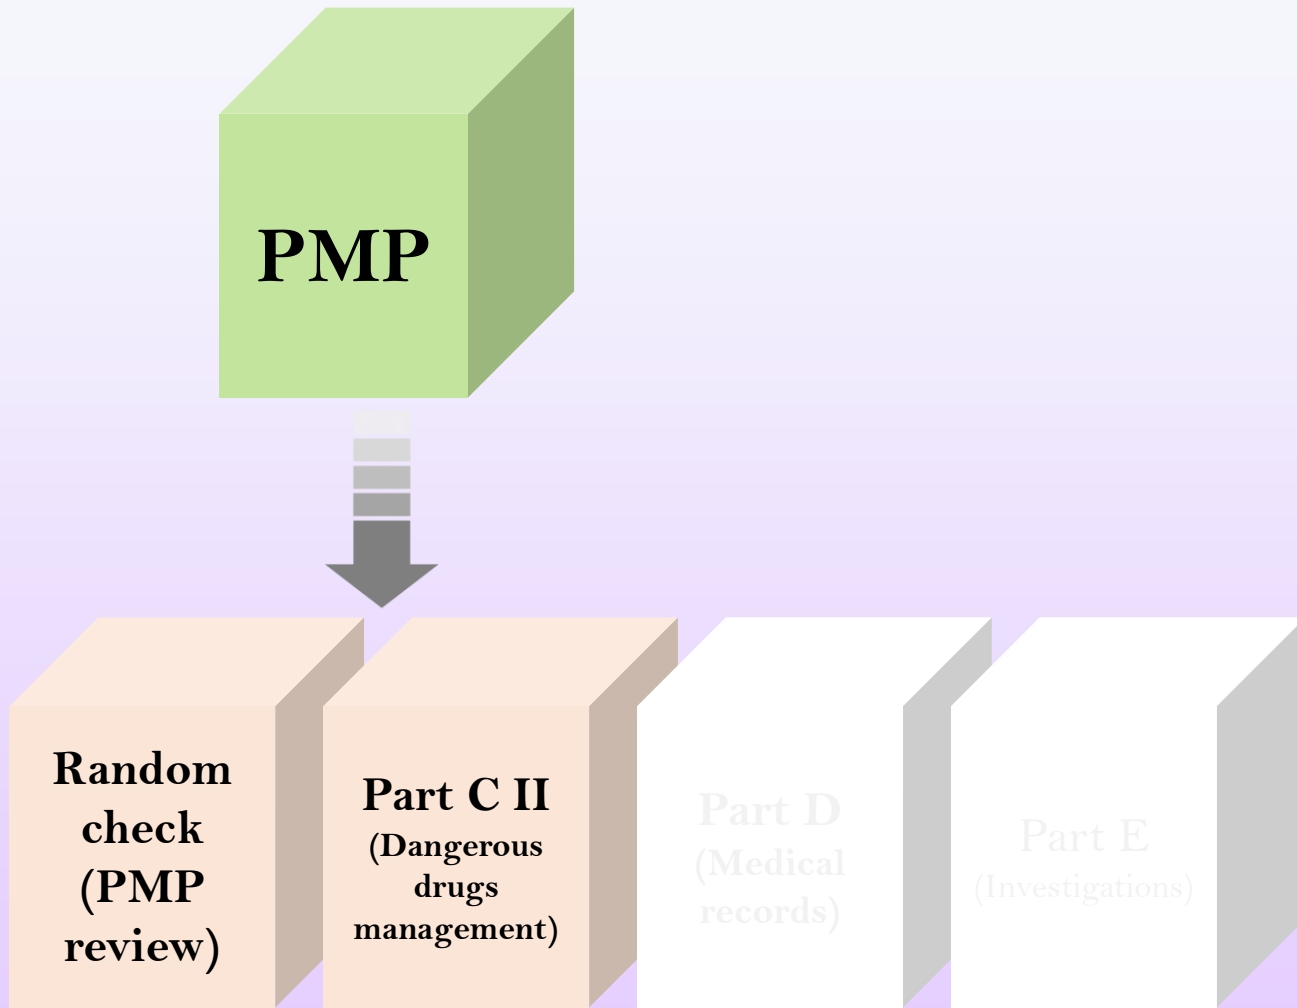 PMP
Random
check
(PMP
review)
Part C II
(Dangerous
drugs
management)
Part D
(Medical
records)
Part E
(Investigations)